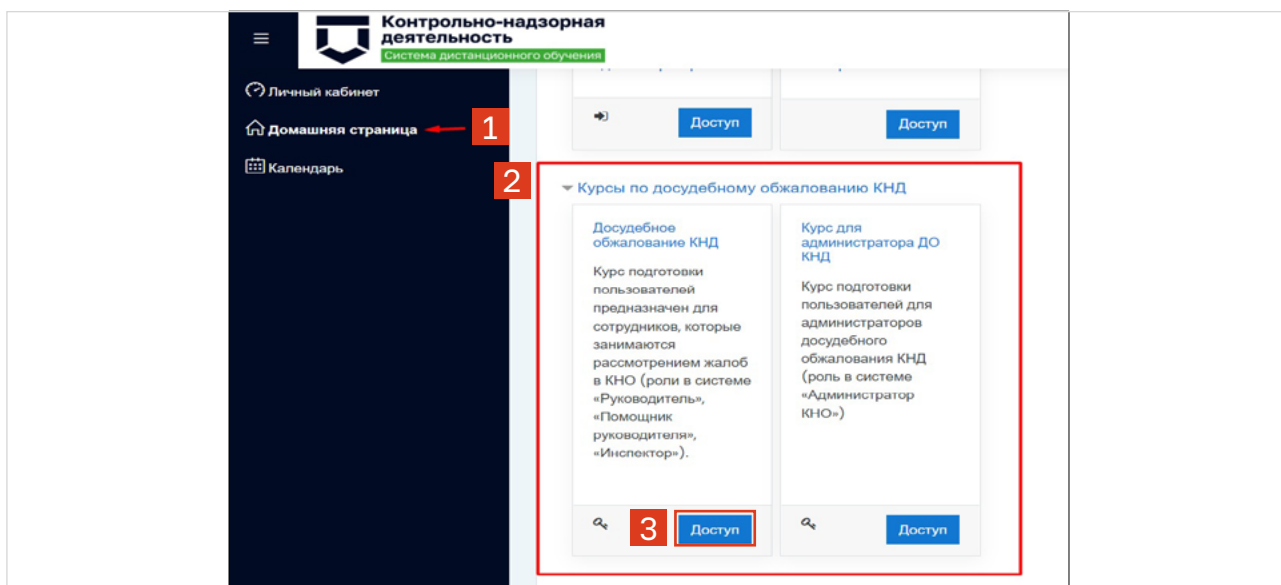 Контрольно-надзорная
деятельность
Система дистанционного обучения
Личный кабинет
Домашняя страница
1
Календарь
Доступ
Доступ
2
Курсы по досудебному обжалованию КНД
Досудебное
обжалование КНД
Курс подготовки
пользователей
предназначен для
сотрудников, которые
занимаются
рассмотрением жалоб
в КНО (роли в системе
«Руководитель»,
«Помощник
руководителя»,
«Инспектор»).
3
Доступ
Курс для
администратора ДО
КНД
Курс подготовки
пользователей для
администраторов
досудебного
обжалования КНД
(роль в системе
«Администратор
КНО»)
Доступ